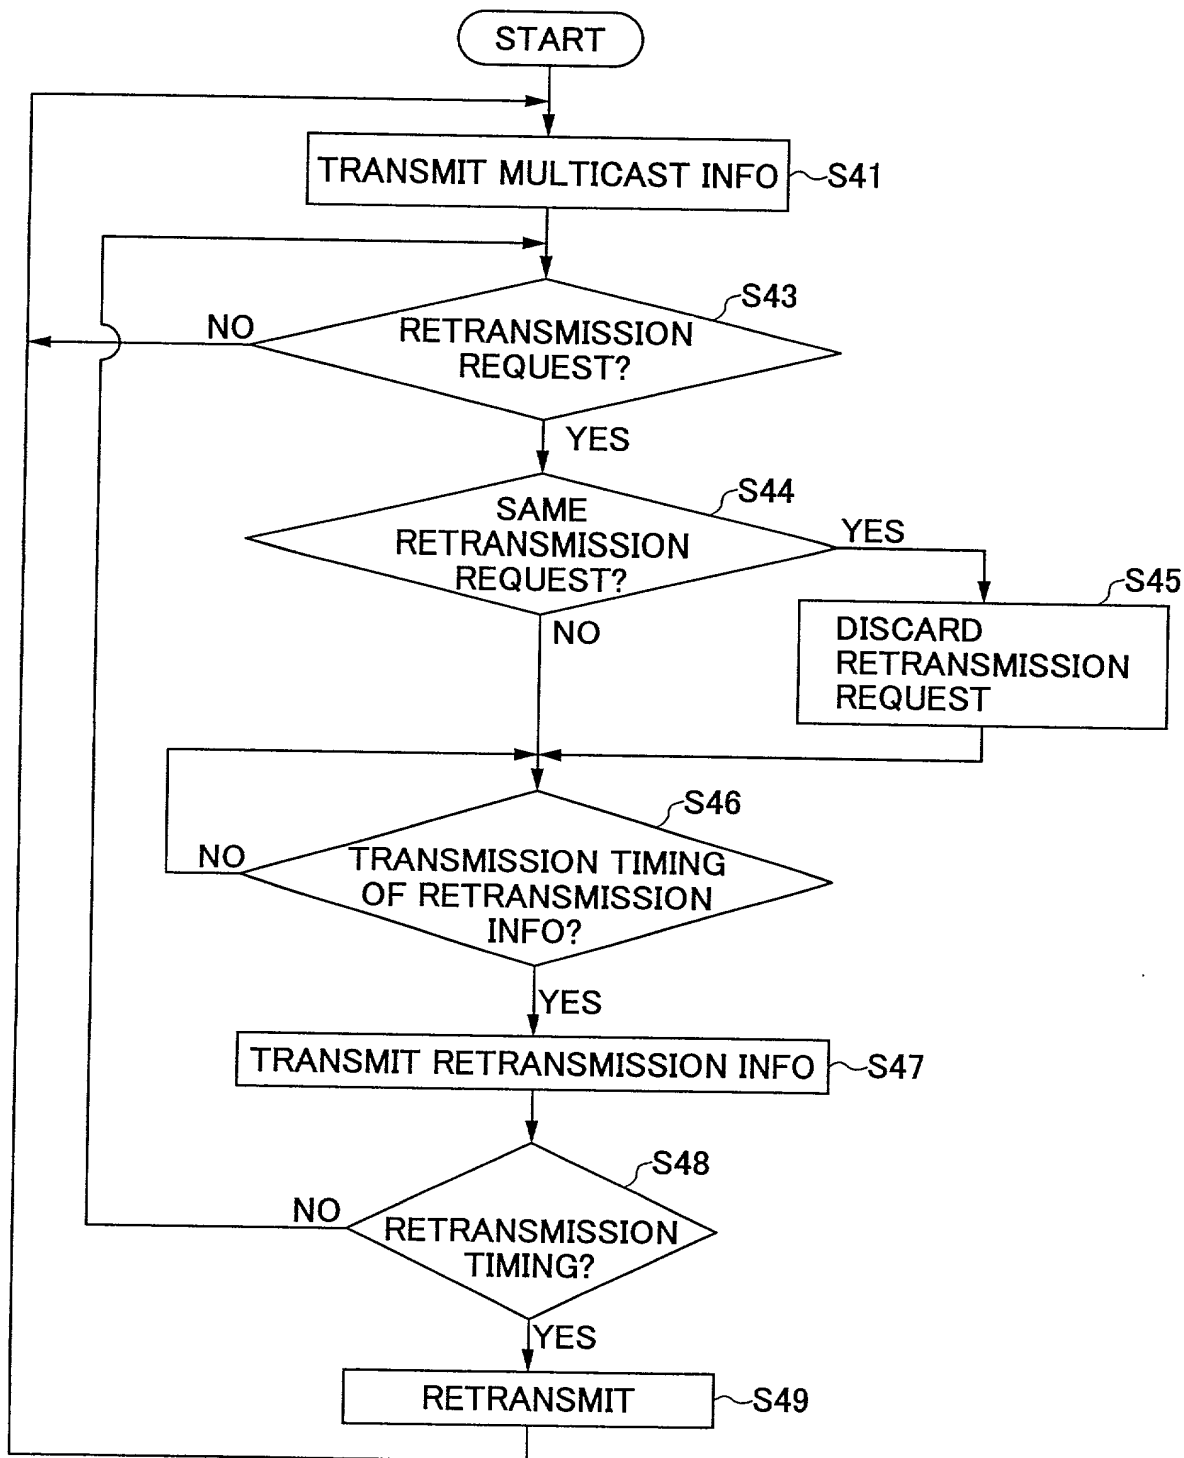 START
TRANSMIT MULTICAST INFO
S41
S43
NO
RETRANSMISSION
REQUEST?
YES
S44
SAME
RETRANSMISSION
REQUEST?
YES
NO
S45
DISCARD
RETRANSMISSION
REQUEST
S46
NO
TRANSMISSION TIMING
OF RETRANSMISSION
INFO?
YES
TRANSMIT RETRANSMISSION INFO
S47
S48
NO
RETRANSMISSION
TIMING?
YES
RETRANSMIT
S49